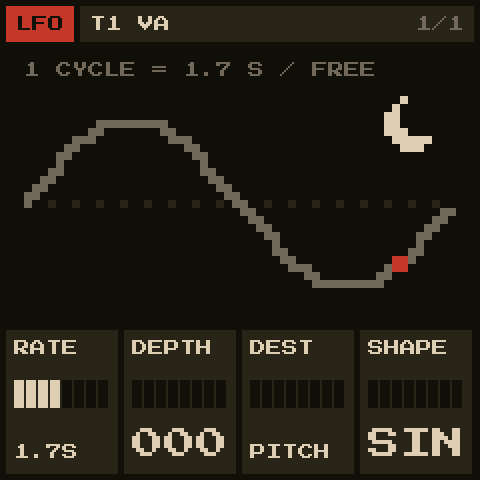 LFO T1 VA 1/1
1 CYCLE = 1.7 S / FREE
RATE DEPTH DEST SHAPE
1.7S 000 PITCH SIN